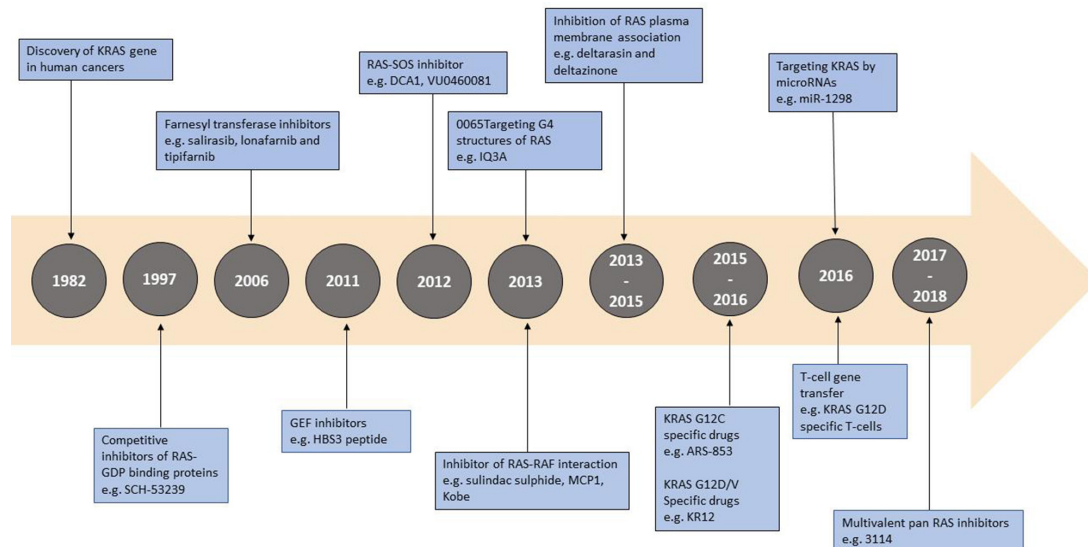 Discovery of KRAS gene
in human cancers
Farnesyl transferase inhibitors
e.g. salirasib, lonafarnib and
tipifarnib
RAS-SOS inhibitor
e.g. DCA1, VU0460081
0065Targeting G4
structures of RAS
e.g. IQ3A
Inhibition of RAS plasma
membrane association
e.g. deltarasin and
deltazinone
Targeting KRAS by
microRNAs
e.g. miR-1298
1982
1997
2006
2011
2012
2013
2013
-
2015
2015
-
2016
2016
2017
-
2018
Competitive
inhibitors of RAS-
GDP binding proteins
e.g. SCH-53239
GEF inhibitors
e.g. HBS3 peptide
Inhibitor of RAS-RAF interaction
e.g. sulindac sulphide, MCP1,
Kobe
KRAS G12C
specific drugs
e.g. ARS-853
KRAS G12D/V
Specific drugs
e.g. KR12
T-cell gene
transfer
e.g. KRAS G12D
specific T-cells
Multivalent pan RAS inhibitors
e.g. 3114